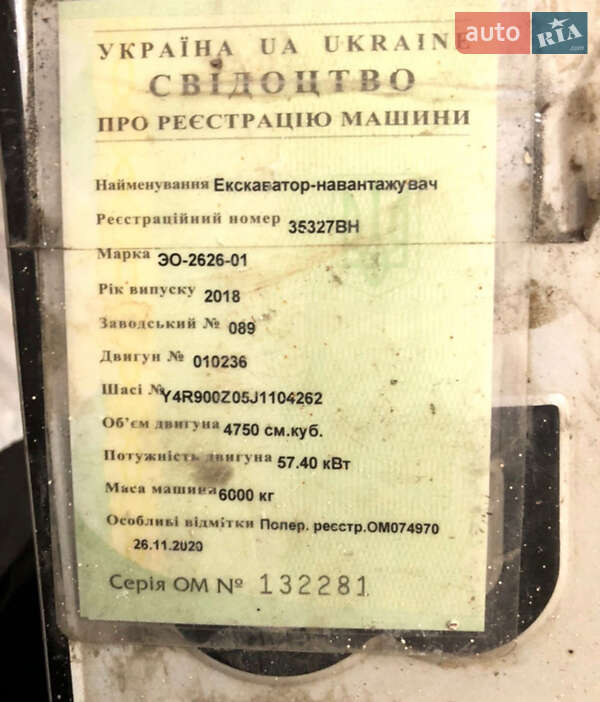 auto RIA .com
УКРАЇНА UA UKRAINE
СВІДОЦТВО
ПРО РЕЄСТРАЦІЮ МАШИНИ
Найменування Екскаватор-навантажувач
Реєстраційний номер 35327ВН
Марка ЭО-2626-01
Рік випуску 2018
Заводський № 089
Двигун № 010236
Шасі № Y4R900Z05J1104262
Об'єм двигуна 4750 см.куб.
Потужність двигуна 57.40 кВт
Маса машини 6000 кг
Особливі відмітки Попер. реєстр.ОМ074970
26.11.2020
Серія ОМ № 132281